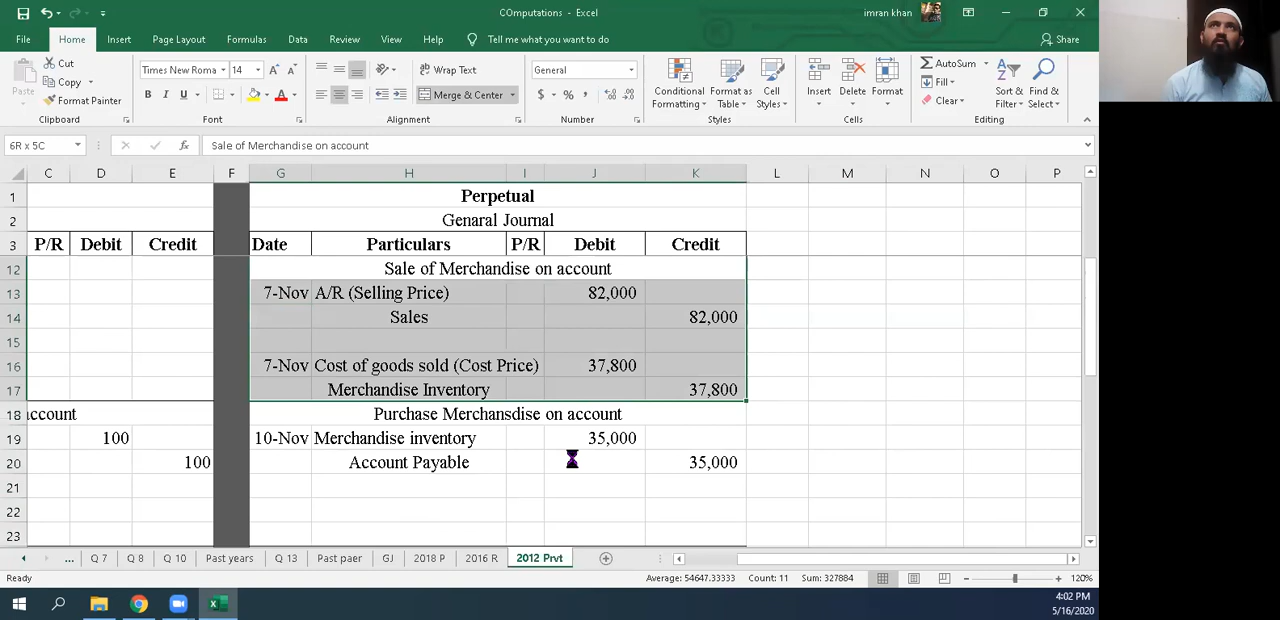 COmputations - Excel
imran khan
File Home Insert Page Layout Formulas Data Review View Help Tell me what you want to do Share
Paste Cut
Copy
Format Painter
Clipboard
Times New Roma 14
B I U
Font
Wrap Text
Merge & Center
Alignment
General
$ % ,
Number
Conditional Formatting
Format as Table
Cell Styles
Styles
Insert Delete Format
Cells
AutoSum
Fill
Clear
Sort & Filter
Find & Select
Editing
6R x 5C fx Sale of Merchandise on account
C D E F G H I J K L M N O P
1 Perpetual
2 Genaral Journal
3 P/R Debit Credit Date Particulars P/R Debit Credit
12 Sale of Merchandise on account
13 7-Nov A/R (Selling Price) 82,000
14 Sales 82,000
15
16 7-Nov Cost of goods sold (Cost Price) 37,800
17 Merchandise Inventory 37,800
18 account Purchase Merchansdise on account
19 100 10-Nov Merchandise inventory 35,000
20 100 Account Payable 35,000
21
22
23
... Q 7 Q 8 Q 10 Past years Q 13 Past paer GJ 2018 P 2016 R 2012 Prvt
Ready Average: 54647.33333 Count: 11 Sum: 327884 120%
4:02 PM
5/16/2020